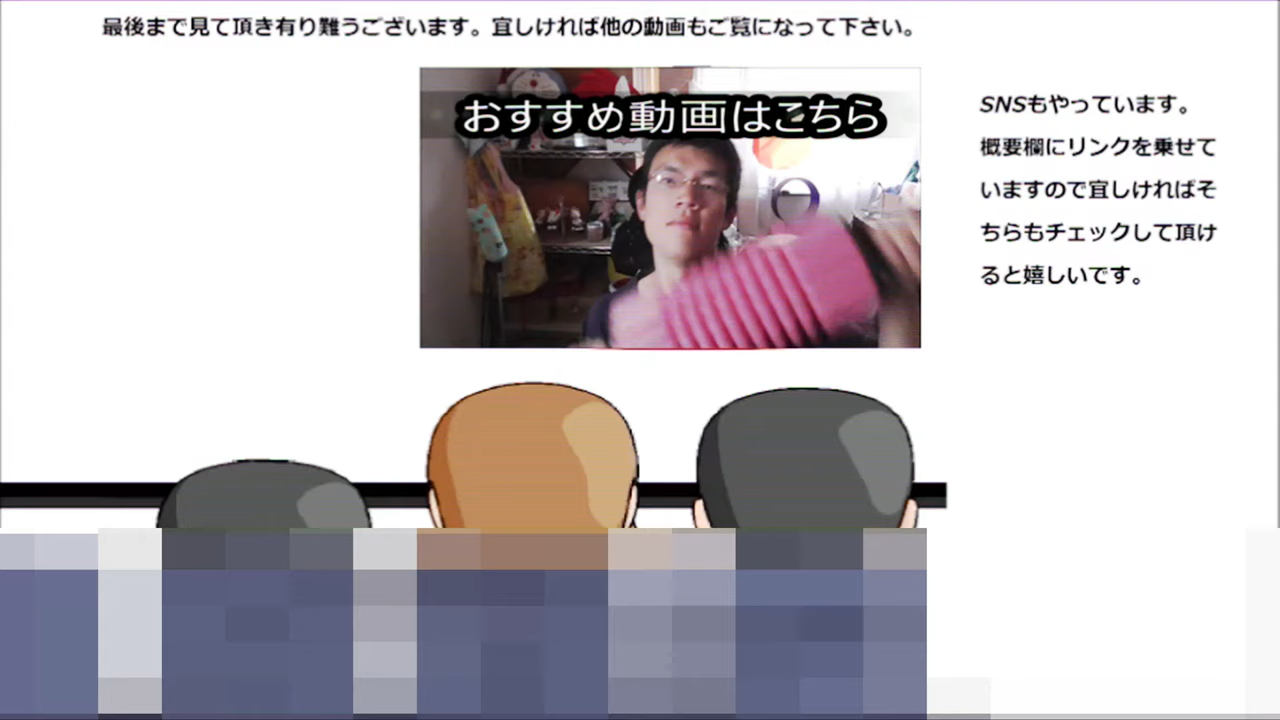 最後まで見て頂き有り難うございます。宜しければ他の動画もご覧になって下さい。
おすすめ動画はこちら
SNSもやっています。
概要欄にリンクを乗せて
いますので宜しければそ
ちらもチェックして頂け
ると嬉しいです。